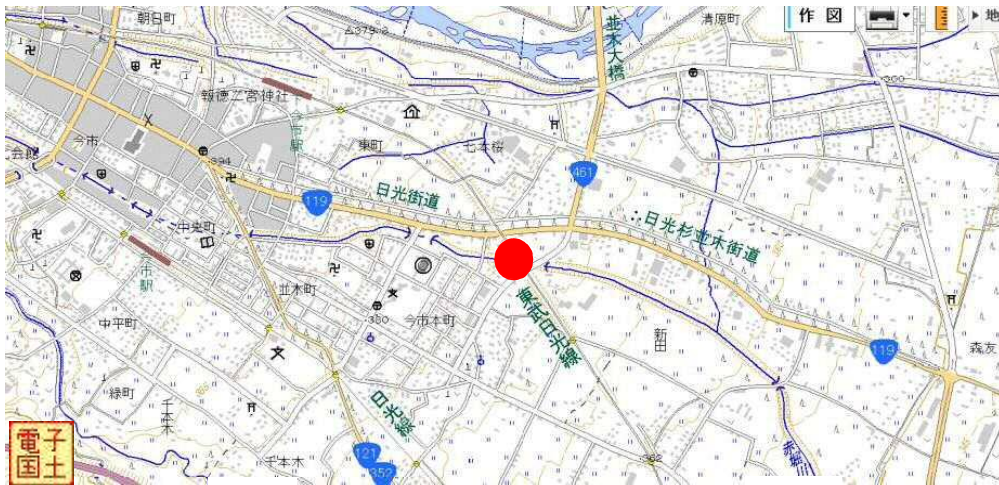 朝日町
379.2
並木大橋
清原町
作図
地
360
報徳二宮神社
今市駅
今市
会館
394
東町
七本桜
461
119
日光街道
日光杉並木街道
中央町
今市駅
並木町
380
今市本町
東武日光線
新田
119
森友
中平町
緑町
千本木
日光線
千本木
121
352
362
赤堀川
電子
国土